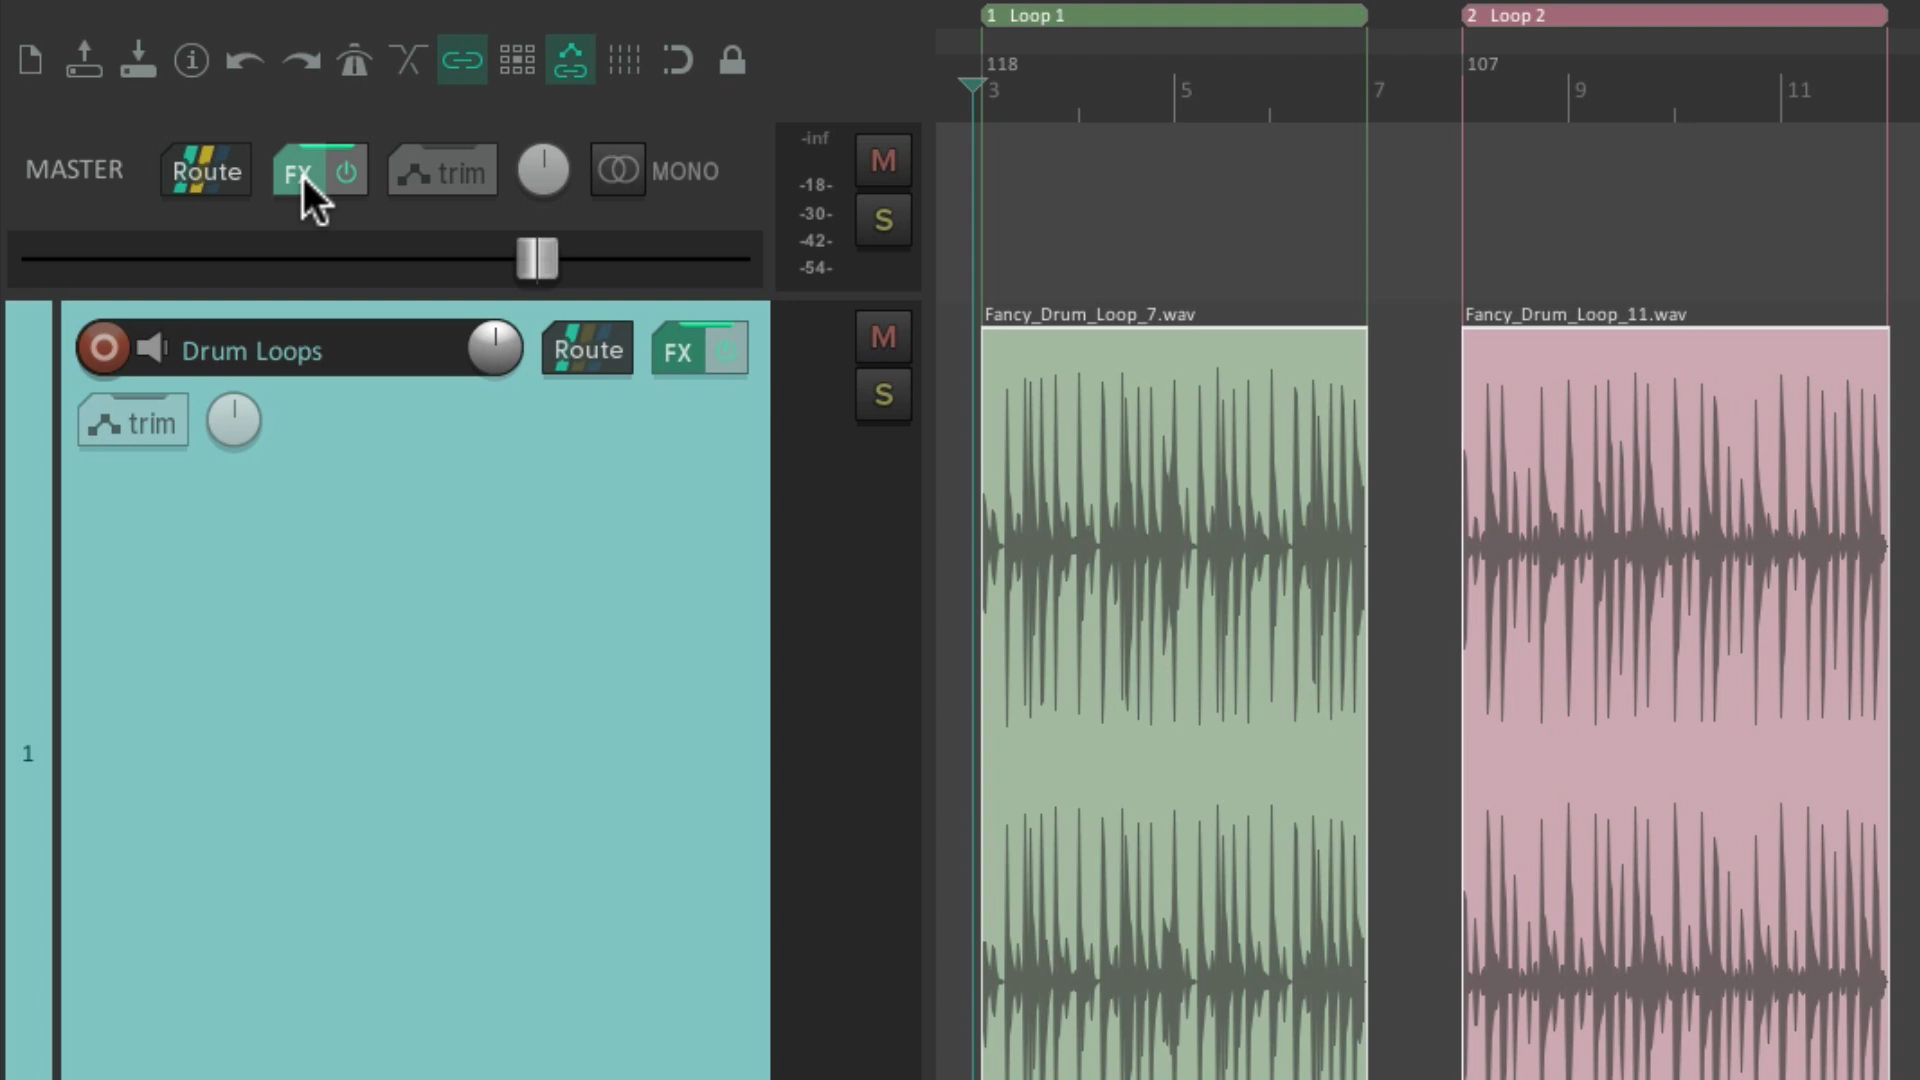 1 Loop 1
2 Loop 2
118
107
3
5
7
9
11
MASTER
Route
FX
trim
MONO
-inf
-18-
-30-
-42-
-54-
M
S
Fancy_Drum_Loop_7.wav
Fancy_Drum_Loop_11.wav
Drum Loops
Route
FX
M
S
trim
1